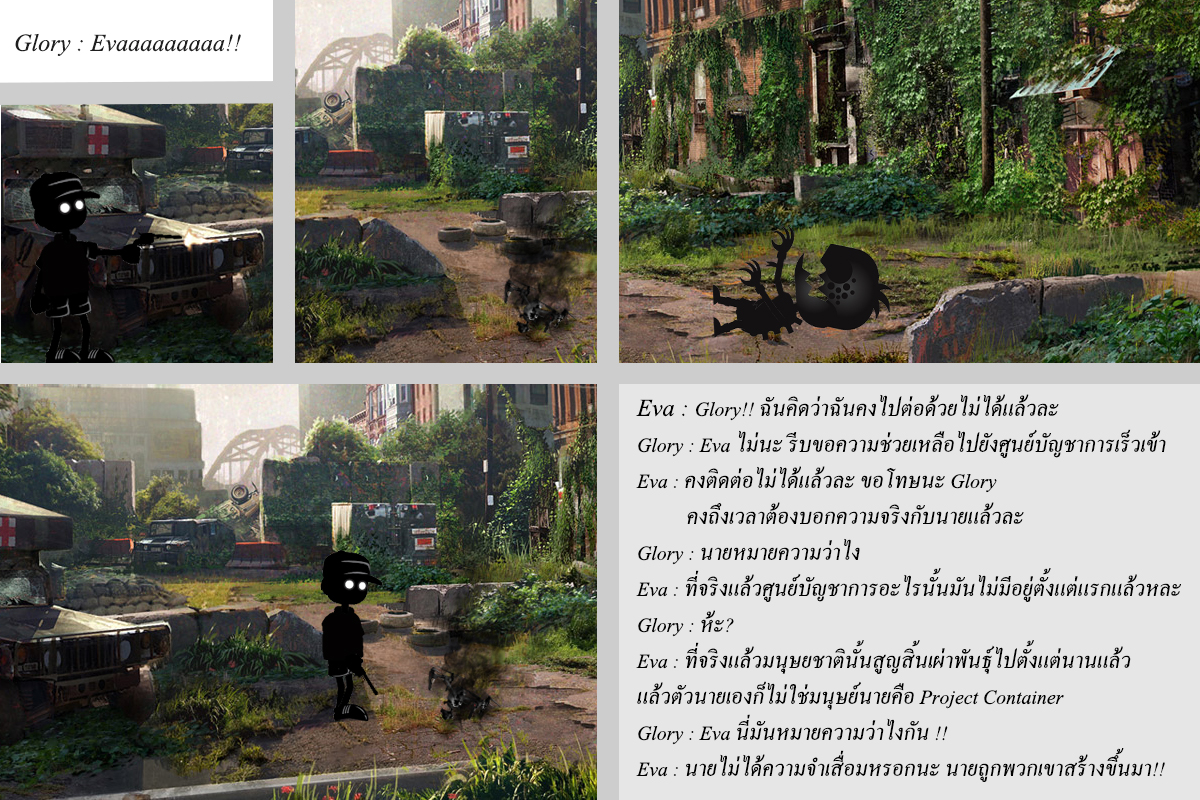 Glory : Evaaaaaaaaa!!
Eva : Glory!! ฉันคิดว่าฉันคงไปต่อด้วยไม่ได้แล้วละ
Glory : Eva ไม่นะ รีบขอความช่วยเหลือไปยังศูนย์บัญชาการเร็วเข้า
Eva : คงติดต่อไม่ได้แล้วละ ขอโทษนะ Glory
คงถึงเวลาต้องบอกความจริงกับนายแล้วละ
Glory : นายหมายความว่าไง
Eva : ที่จริงแล้วศูนย์บัญชาการอะไรนั้นมันไม่มีอยู่ตั้งแต่แรกแล้วหละ
Glory : ห้ะ?
Eva : ที่จริงแล้วมนุษยชาตินั้นสูญสิ้นเผ่าพันธุ์ไปตั้งแต่นานแล้ว
แล้วตัวนายเองก็ไม่ใช่มนุษย์นายคือ Project Container
Glory : Eva นี่มันหมายความว่าไงกัน !!
Eva : นายไม่ได้ความจำเสื่อมหรอกนะ นายถูกพวกเขาสร้างขึ้นมา!!